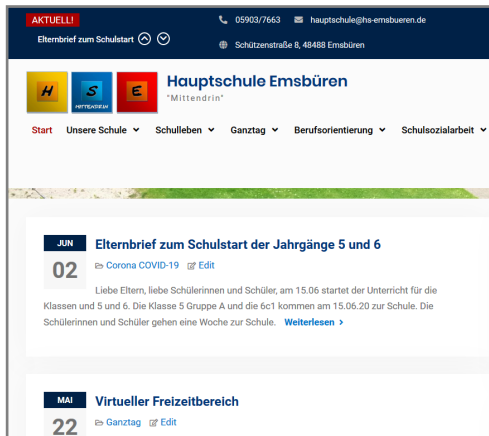 AKTUELL!
Elternbrief zum Schulstart
05903/7663 hauptschule@hs-emsbueren.de
Schützenstraße 8, 48488 Emsbüren
H S E
MITTENDRIN
Hauptschule Emsbüren
"Mittendrin"
Start Unsere Schule Schulleben Ganztag Berufsorientierung Schulsozialarbeit
JUN
02
Elternbrief zum Schulstart der Jahrgänge 5 und 6
Corona COVID-19 Edit
Liebe Eltern, liebe Schülerinnen und Schüler, am 15.06 startet der Unterricht für die
Klassen und 5 und 6. Die Klasse 5 Gruppe A und die 6c1 kommen am 15.06.20 zur Schule. Die
Schülerinnen und Schüler gehen eine Woche zur Schule. Weiterlesen >
MAI
22
Virtueller Freizeitbereich
Ganztag Edit